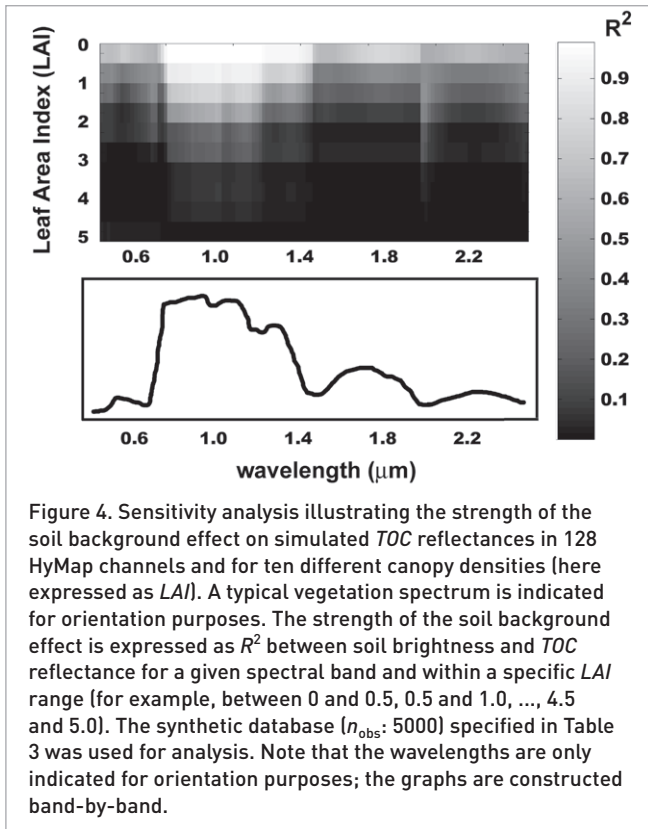 R²
Leaf Area Index (LAI)
0
1
2
3
4
5
0.6 1.0 1.4 1.8 2.2
0.9
0.8
0.7
0.6
0.5
0.4
0.3
0.2
0.1
0.6 1.0 1.4 1.8 2.2
wavelength (μm)
Figure 4. Sensitivity analysis illustrating the strength of the
soil background effect on simulated TOC reflectances in 128
HyMap channels and for ten different canopy densities (here
expressed as LAI). A typical vegetation spectrum is indicated
for orientation purposes. The strength of the soil background
effect is expressed as R² between soil brightness and TOC
reflectance for a given spectral band and within a specific LAI
range (for example, between 0 and 0.5, 0.5 and 1.0, ..., 4.5
and 5.0). The synthetic database (nobs: 5000) specified in Table
3 was used for analysis. Note that the wavelengths are only
indicated for orientation purposes; the graphs are constructed
band-by-band.